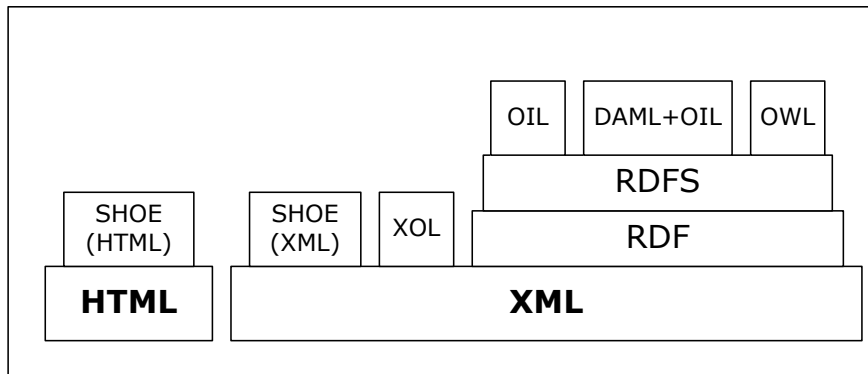 OIL
DAML+OIL
OWL
RDFS
SHOE
(HTML)
SHOE
(XML)
XOL
RDF
HTML
XML